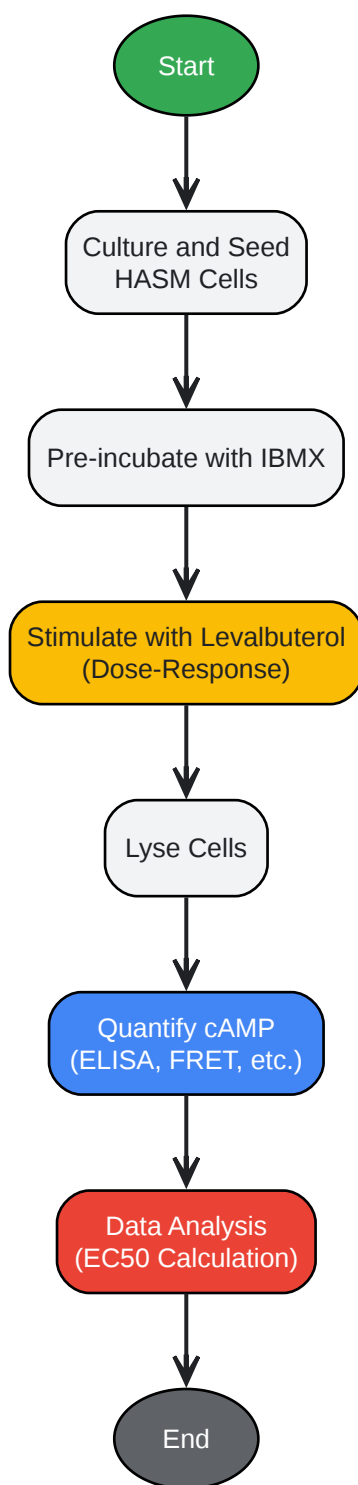 Start
Culture and Seed
HASM Cells
Pre-incubate with IBMX
Stimulate with Levalbuterol
(Dose-Response)
Lyse Cells
Quantify cAMP
(ELISA, FRET, etc.)
Data Analysis
(EC50 Calculation)
End